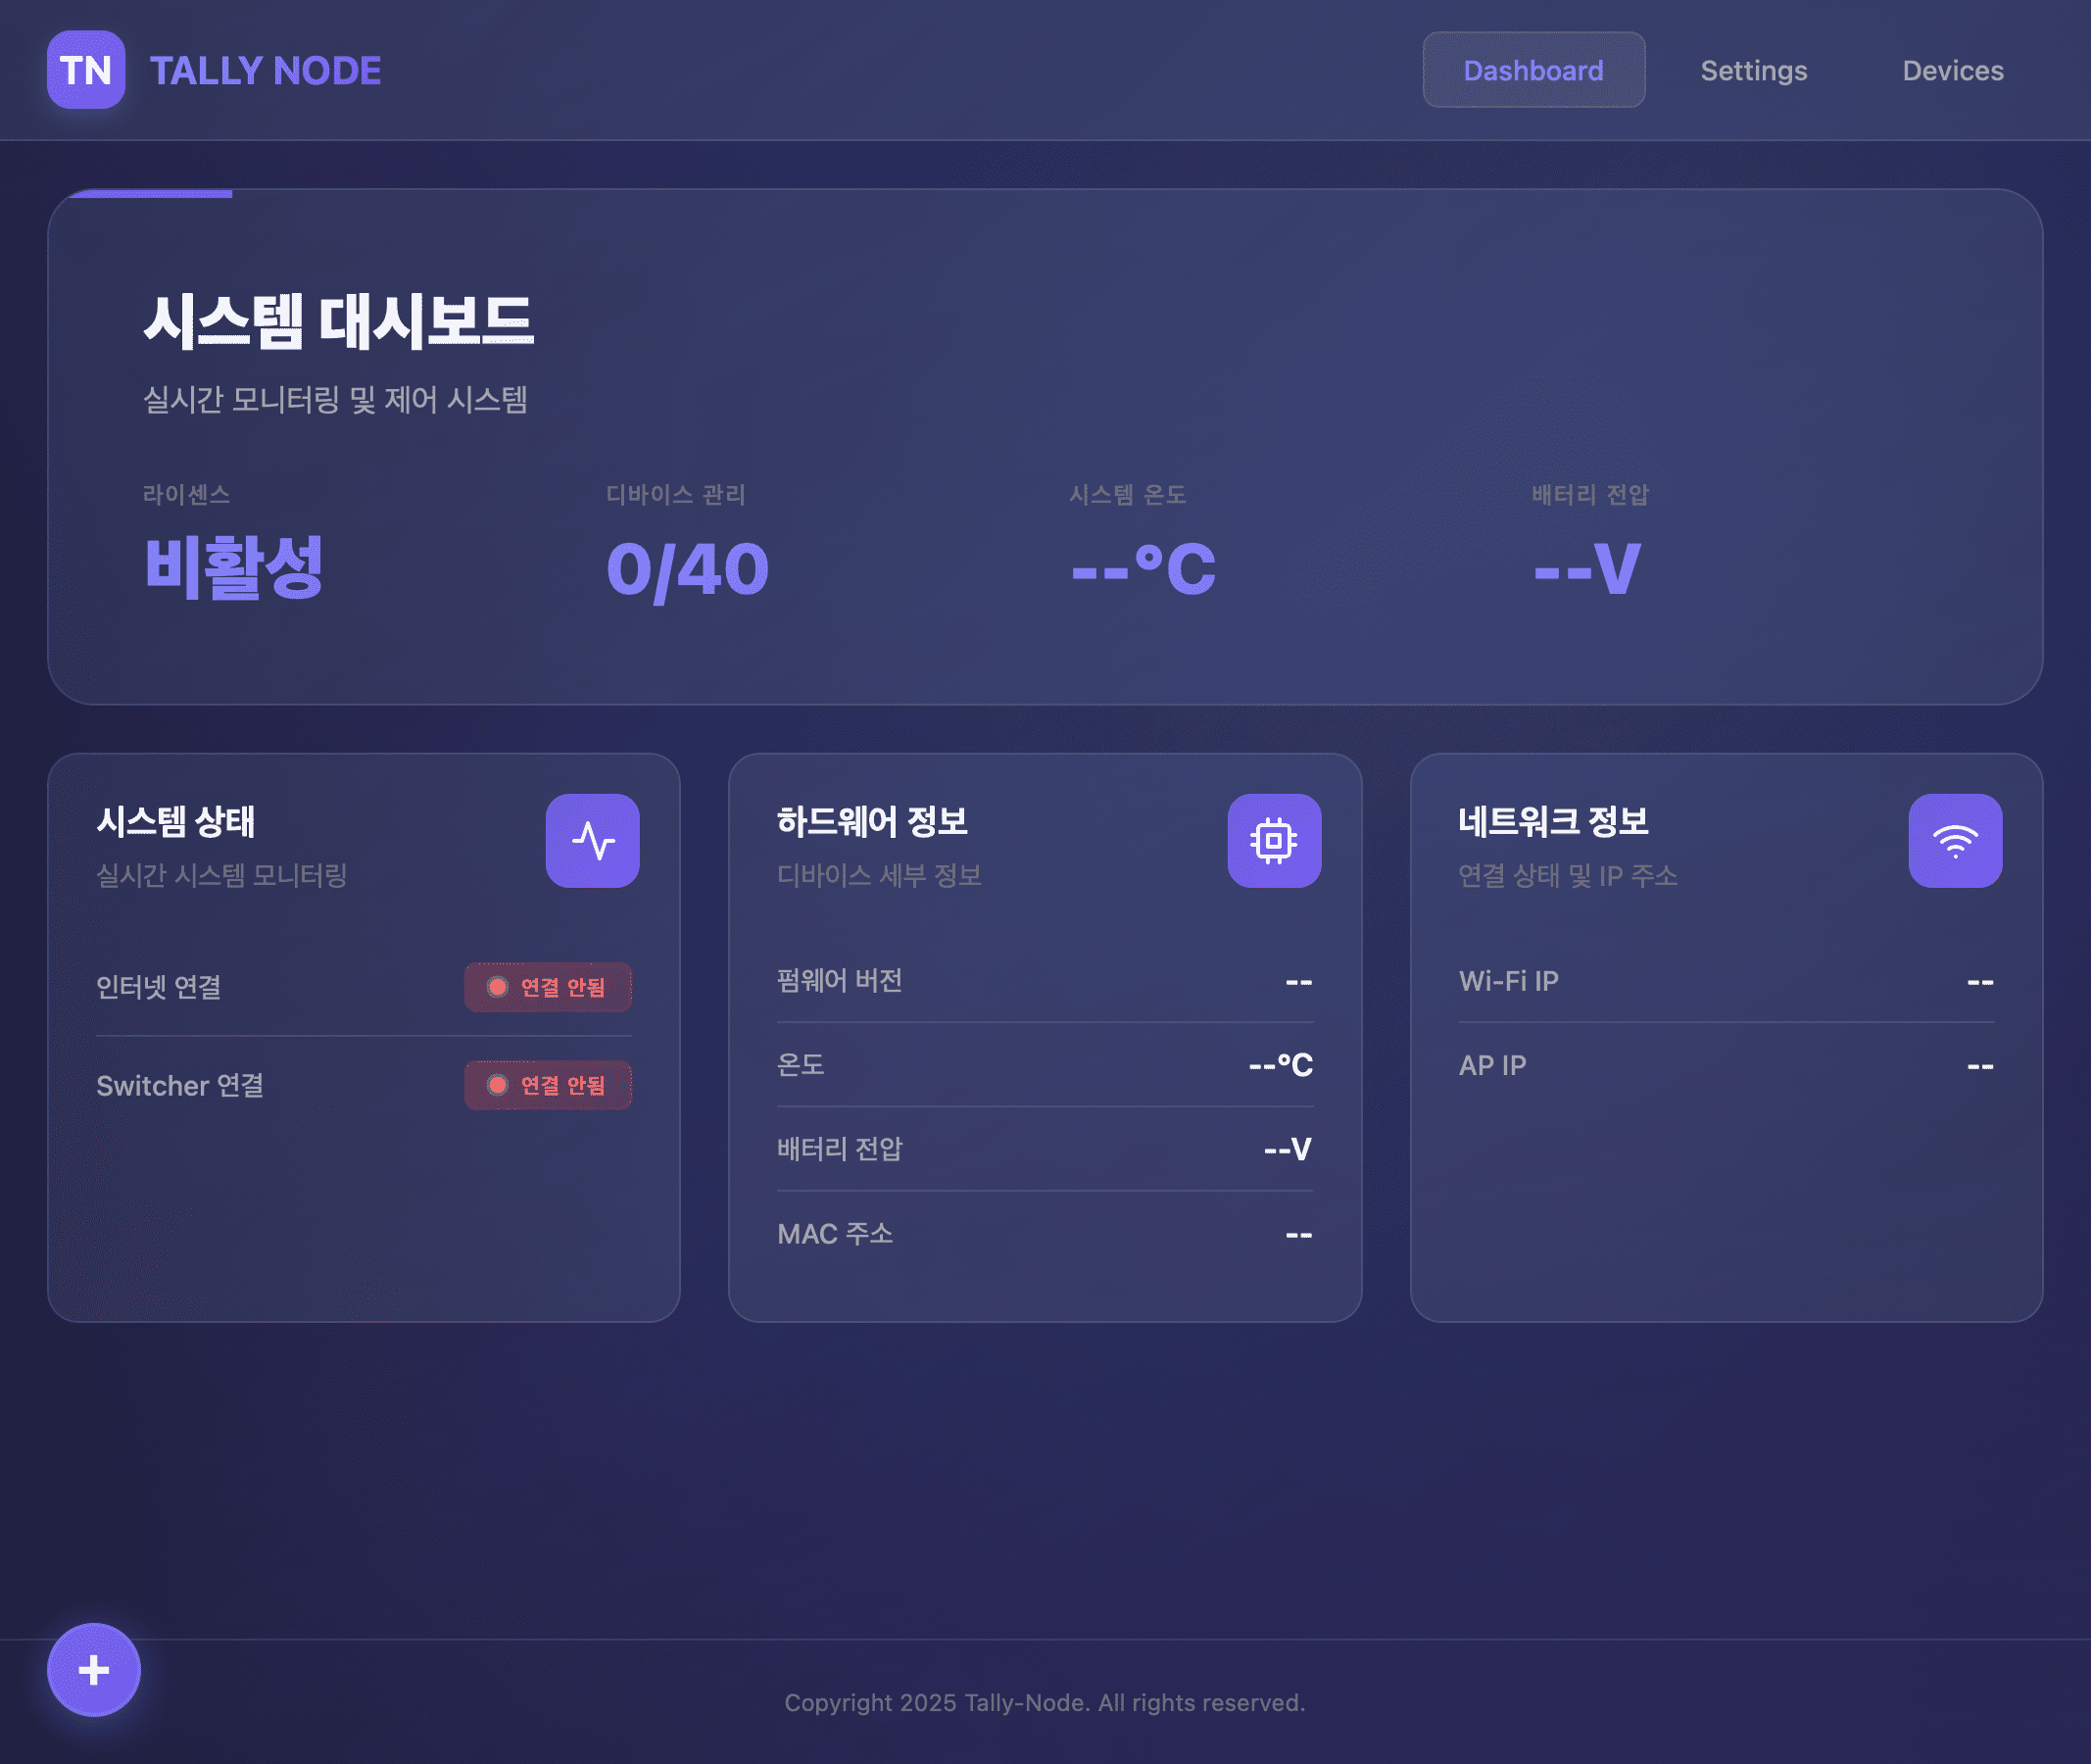 TN TALLY NODE
Dashboard Settings Devices
시스템 대시보드
실시간 모니터링 및 제어 시스템
라이센스
비활성
디바이스 관리
0/40
시스템 온도
--°C
배터리 전압
--V
시스템 상태
실시간 시스템 모니터링
인터넷 연결 연결 안됨
Switcher 연결 연결 안됨
하드웨어 정보
디바이스 세부 정보
펌웨어 버전 --
온도 --°C
배터리 전압 --V
MAC 주소 --
네트워크 정보
연결 상태 및 IP 주소
Wi-Fi IP --
AP IP --
+
Copyright 2025 Tally-Node. All rights reserved.